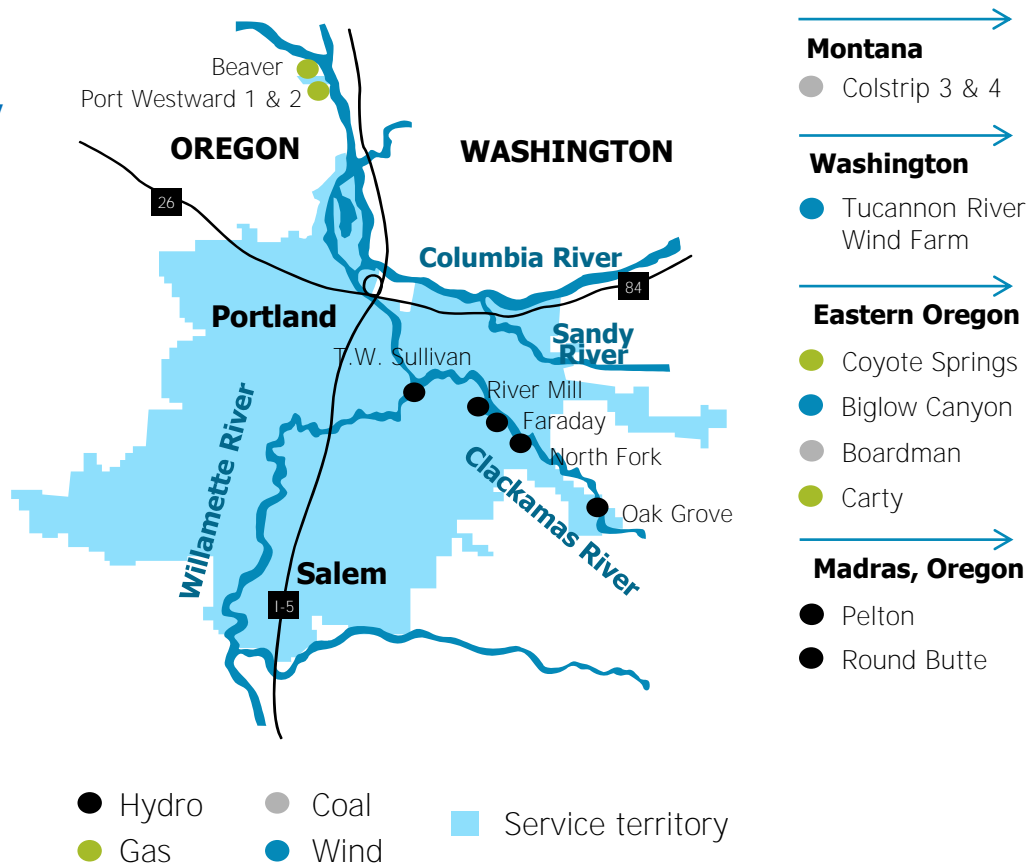 Beaver
Port Westward 1 & 2
OREGON
WASHINGTON
26
Columbia River
84
Portland
Sandy
River
T.W. Sullivan
River Mill
Faraday
North Fork
Willamette River
Clackamas River
Oak Grove
Salem
I-5
Montana
Colstrip 3 & 4
Washington
Tucannon River
Wind Farm
Eastern Oregon
Coyote Springs
Biglow Canyon
Boardman
Carty
Madras, Oregon
Pelton
Round Butte
Hydro
Coal
Service territory
Gas
Wind